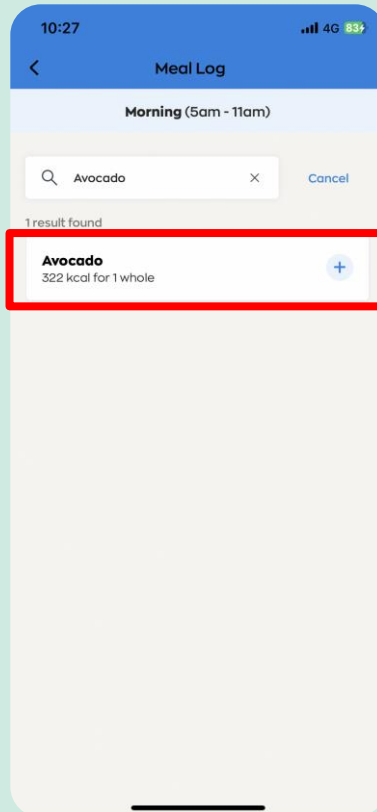 10:27 4G 83
Meal Log
Morning (5am - 11am)
Avocado Cancel
1 result found
Avocado
322 kcal for 1 whole